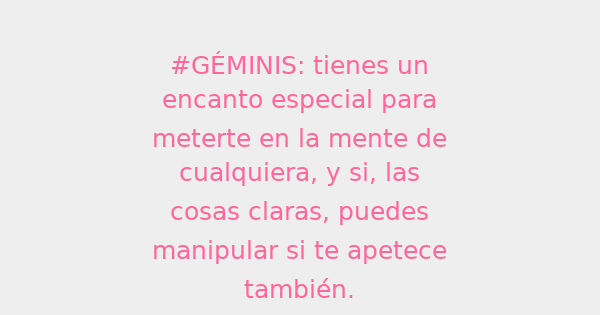 #GÉMINIS: tienes un
encanto especial para
meterte en la mente de
cualquiera, y si, las
cosas claras, puedes
manipular si te apetece
también.